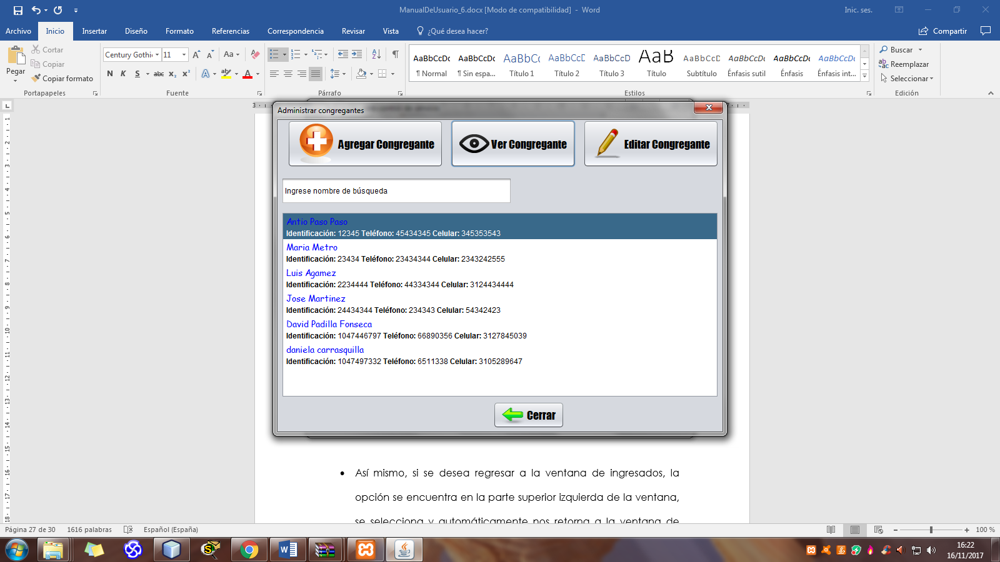 ManualDeUsuario_6.docx [Modo de compatibilidad] - Word
Inic. ses.
Archivo Inicio Insertar Diseño Formato Referencias Correspondencia Revisar Vista ¿Qué desea hacer? Compartir
Pegar
Cortar
Copiar
Copiar formato
Portapapeles
Century Gothi 11
N K S abc x₂ x²
Fuente
Párrafo
AaBbCcDc AaBbCcDc AaBbCc AaBbCcD AaBbCcD AaB AaBbCcD AaBbCcDc AaBbCcDc AaBbCcDc
¶ Normal ¶ Sin espa... Título 1 Título 2 Título 3 Título Subtítulo Énfasis sutil Énfasis Énfasis int...
Estilos
Buscar
Reemplazar
Seleccionar
Edición
Administrar congregantes
Agregar Congregante Ver Congregante Editar Congregante
Ingrese nombre de búsqueda
Antio Paso Paso
Identificación: 12345 Teléfono: 45434345 Celular: 345353543
Maria Metro
Identificación: 23434 Teléfono: 23434344 Celular: 2343242555
Luis Agamez
Identificación: 2234444 Teléfono: 44334344 Celular: 3124434444
Jose Martinez
Identificación: 24434344 Teléfono: 234343 Celular: 54342423
David Padilla Fonseca
Identificación: 1047446797 Teléfono: 66890356 Celular: 3127845039
daniela carrasquilla
Identificación: 1047497332 Teléfono: 6511338 Celular: 3105289647
Cerrar
• Así mismo, si se desea regresar a la ventana de ingresados, la
opción se encuentra en la parte superior izquierda de la ventana,
se selecciona y automáticamente nos retorna a la ventana de
Página 27 de 30 1616 palabras Español (España) 100 %
16:22
16/11/2017